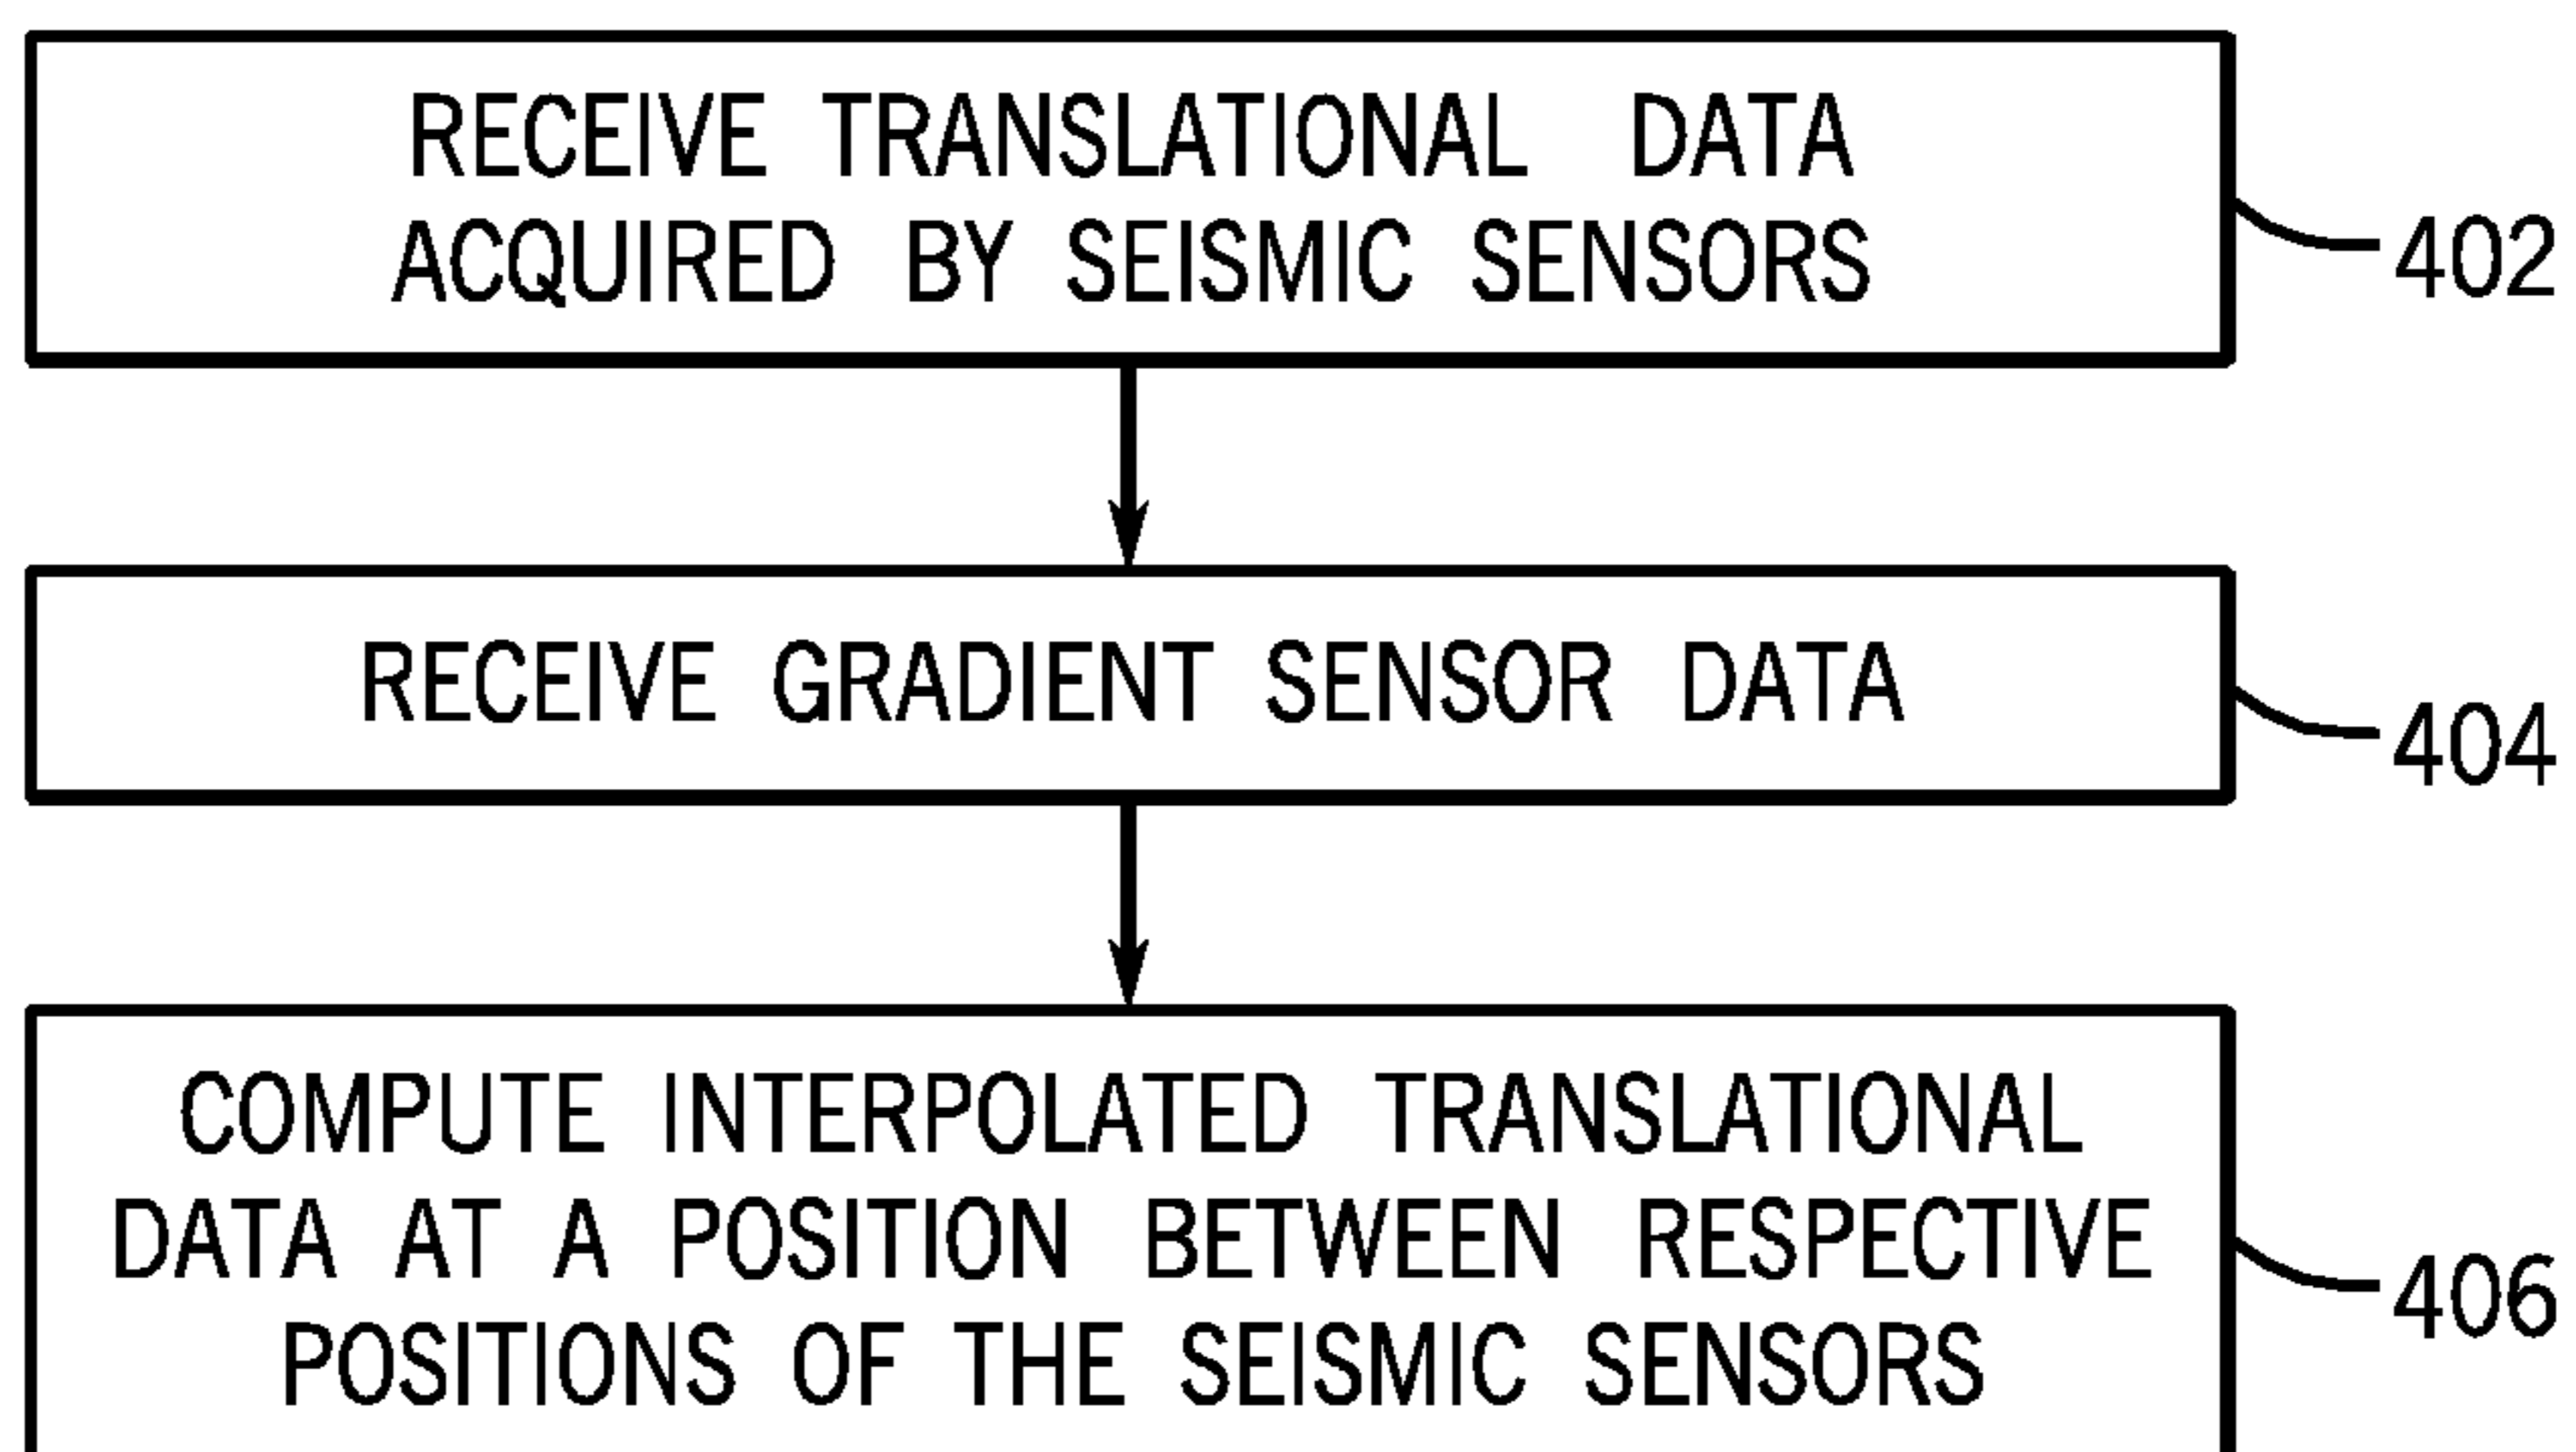 RECEIVE TRANSLATIONAL DATA
ACQUIRED BY SEISMIC SENSORS
402
RECEIVE GRADIENT SENSOR DATA
404
COMPUTE INTERPOLATED TRANSLATIONAL
DATA AT A POSITION BETWEEN RESPECTIVE
POSITIONS OF THE SEISMIC SENSORS
406